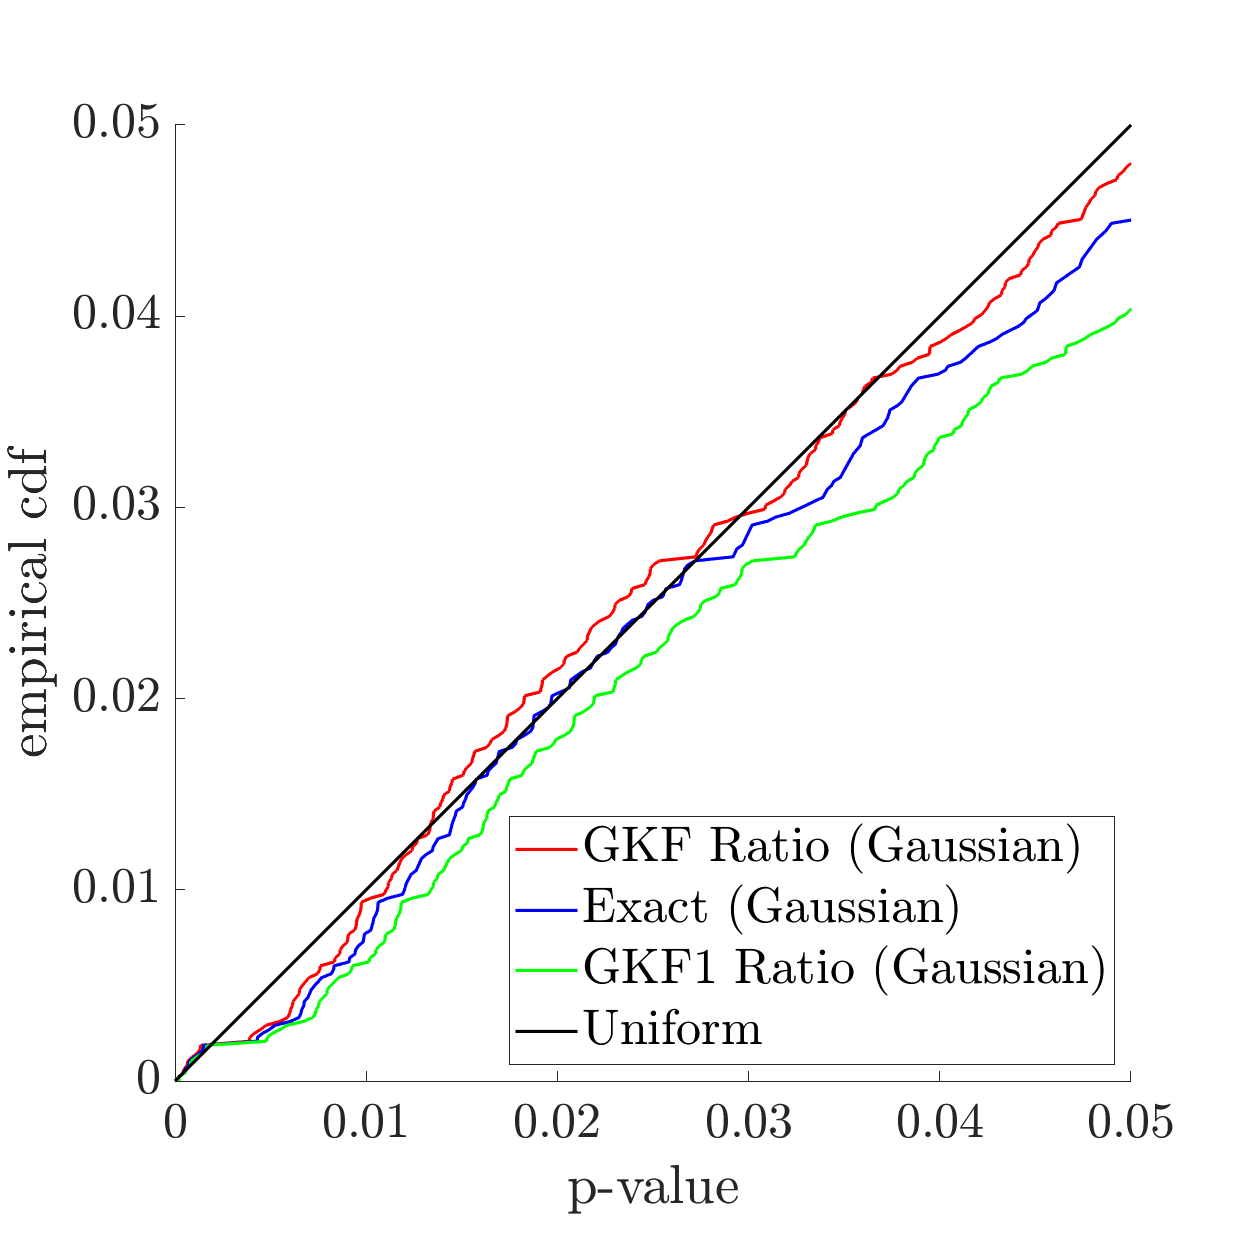 0.05
0.04
0.03
0.02
0.01
0
empirical cdf
0
0.01
0.02
0.03
0.04
0.05
p-value
GKF Ratio (Gaussian)
Exact (Gaussian)
GKF1 Ratio (Gaussian)
Uniform